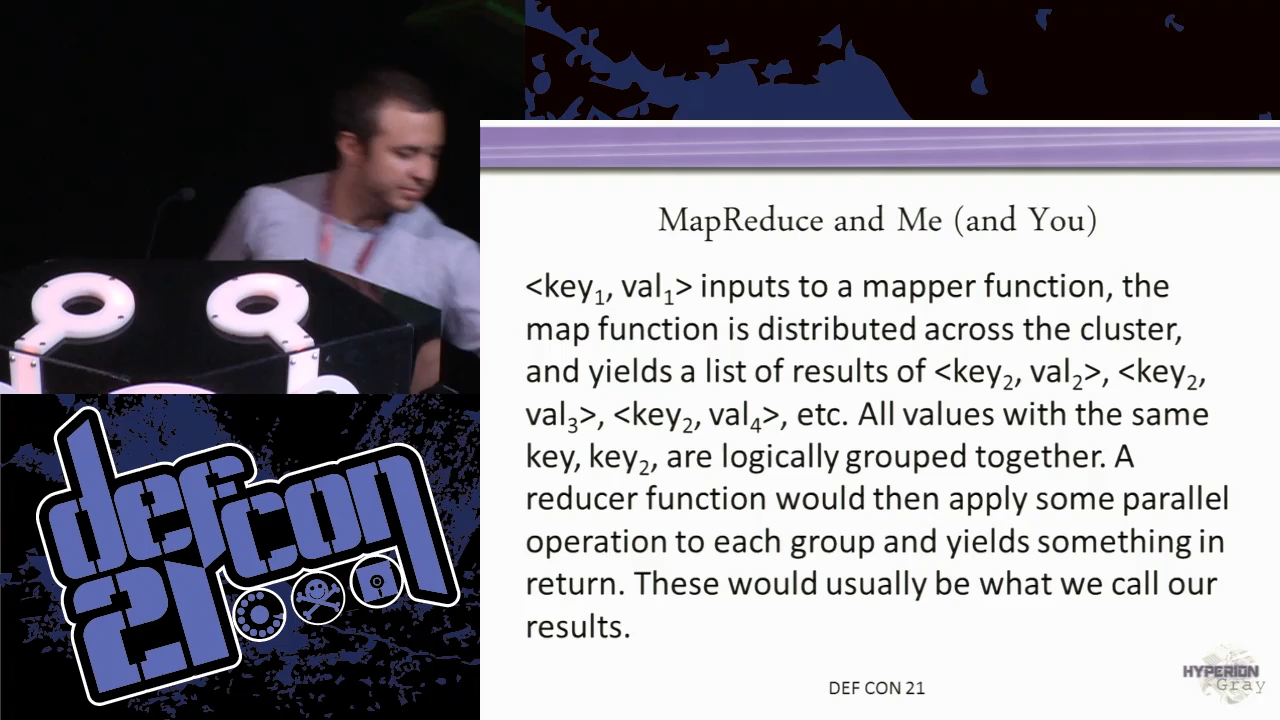 MapReduce and Me (and You)
<key₁, val₁> inputs to a mapper function, the
map function is distributed across the cluster,
and yields a list of results of <key₂, val₂>, <key₂,
val₃>, <key₂, val₄>, etc. All values with the same
key, key₂, are logically grouped together. A
reducer function would then apply some parallel
operation to each group and yields something in
return. These would usually be what we call our
results.
DEF CON 21
HYPERION
Gray
defcon
21